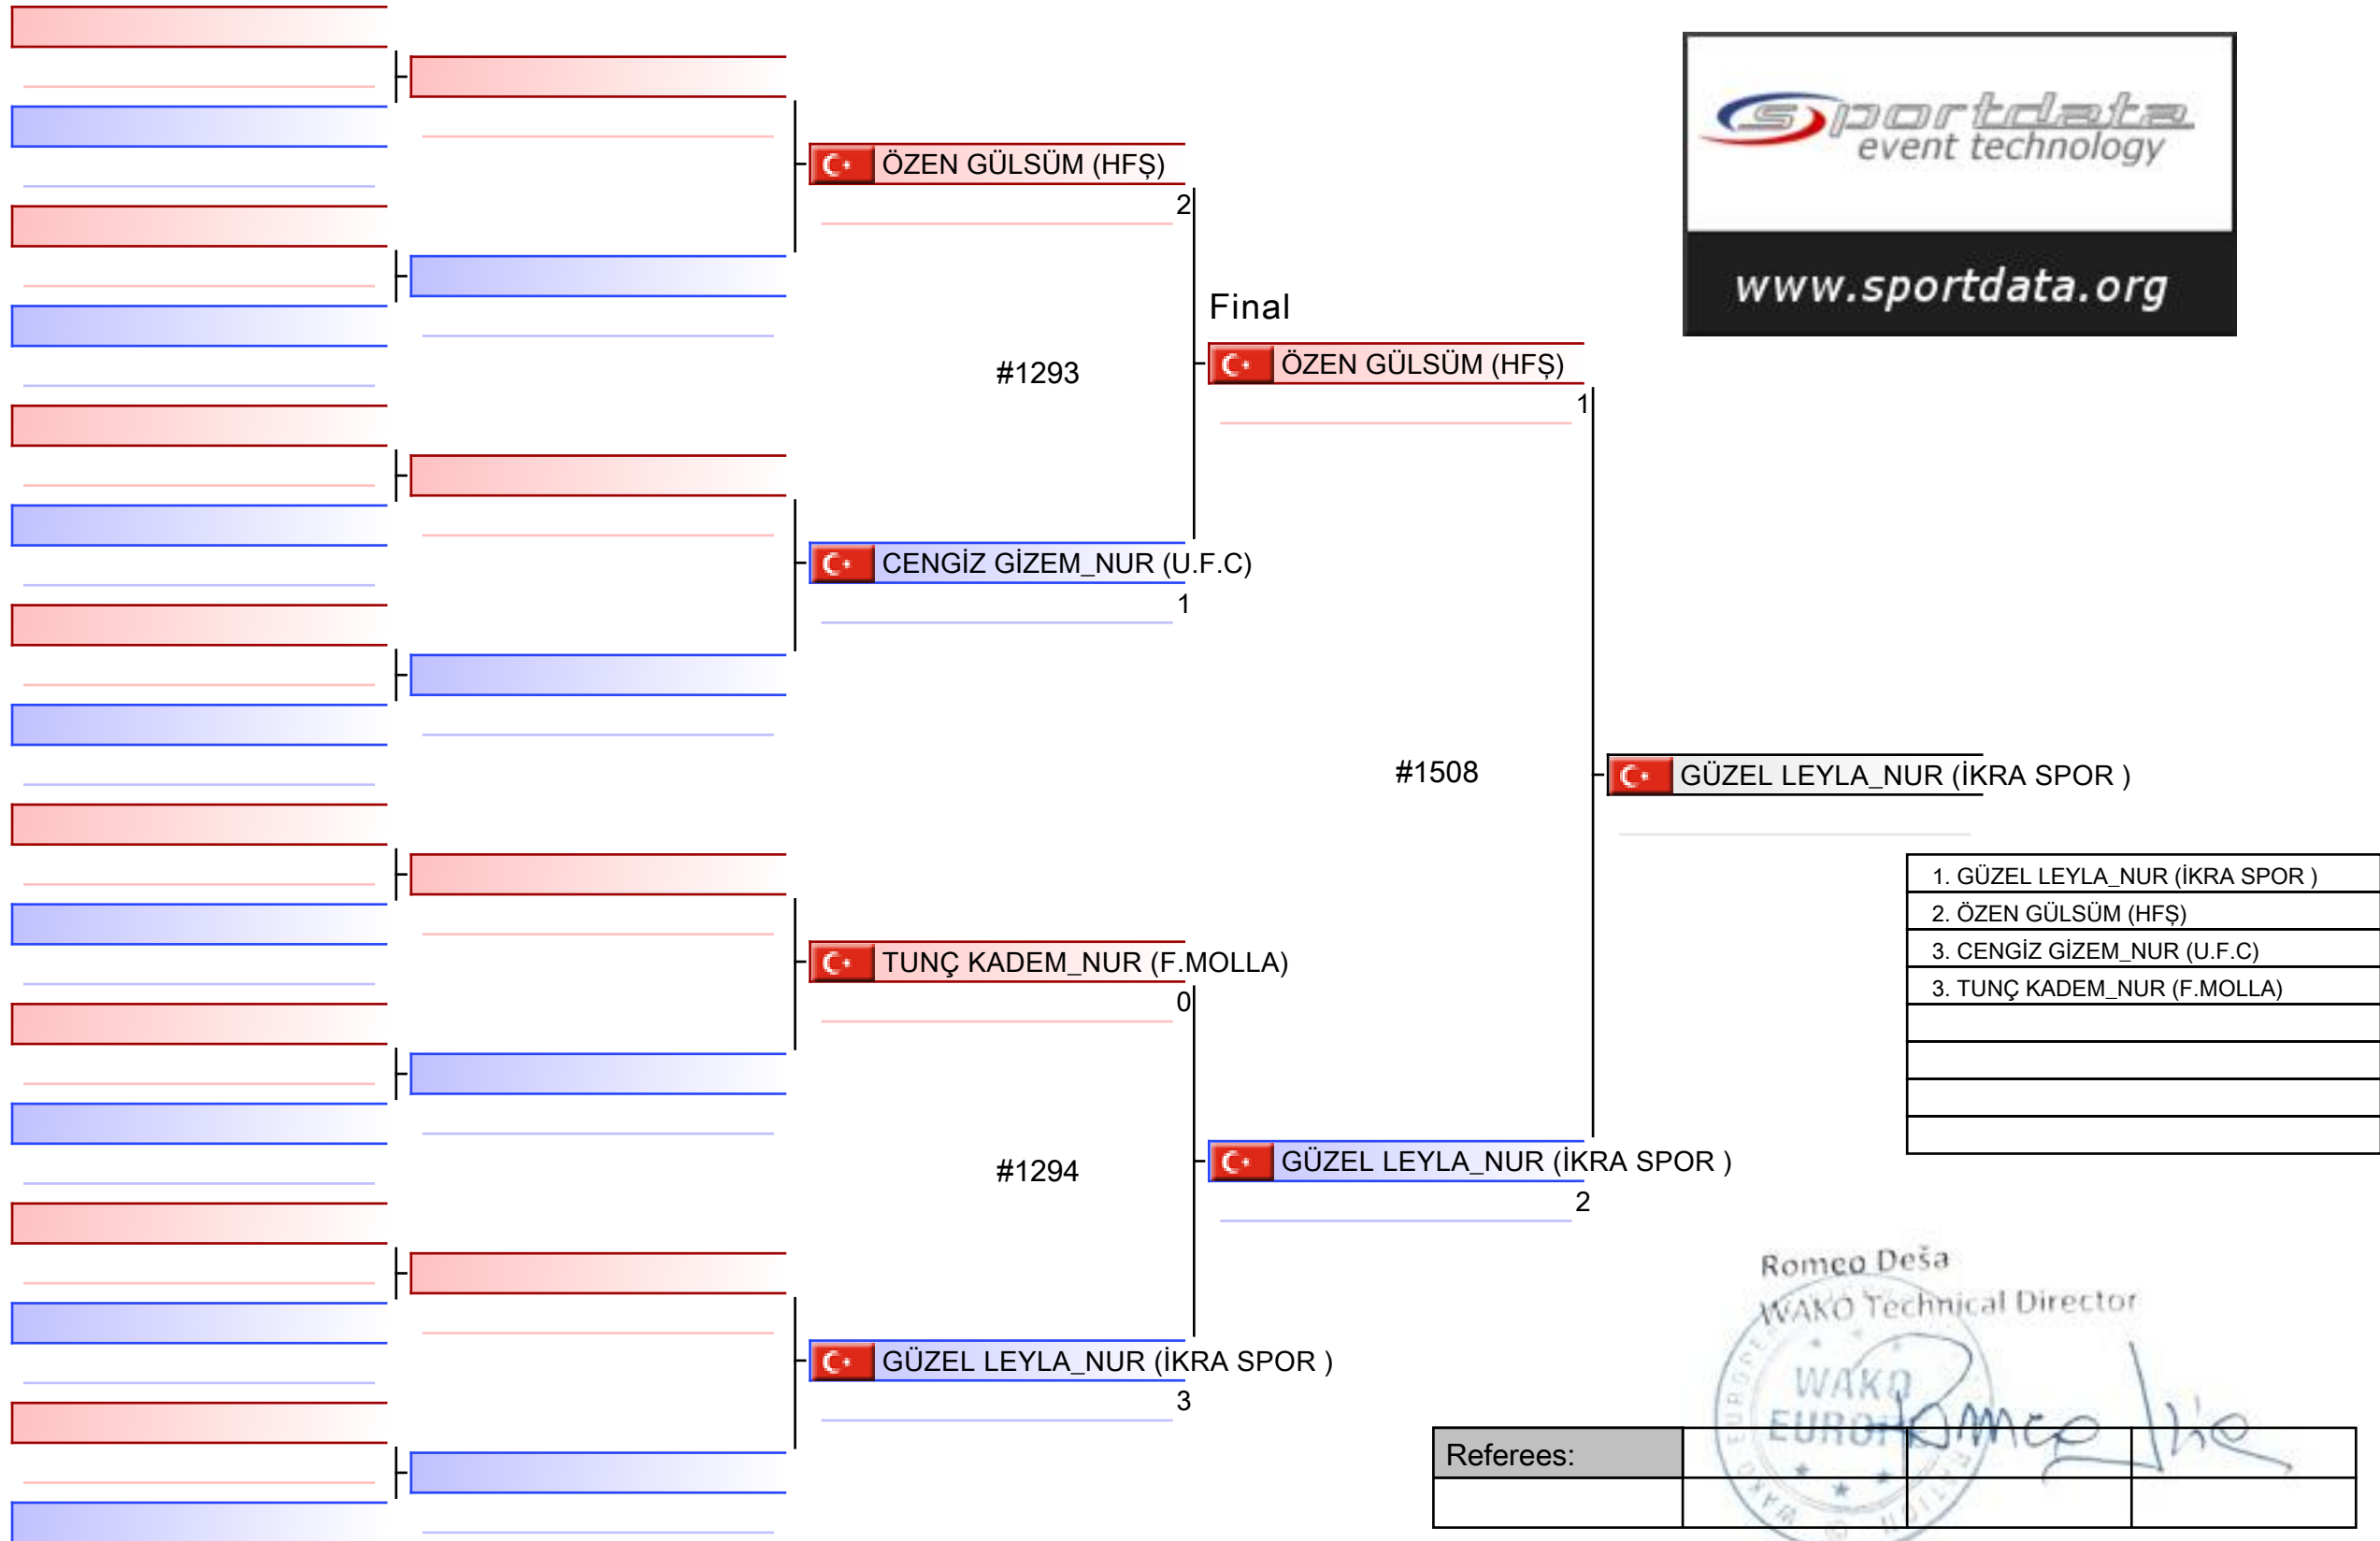 sportdata
event technology
www.sportdata.org
ÖZEN GÜLSÜM (HFŞ)
2
Final
#1293
ÖZEN GÜLSÜM (HFŞ)
1
CENGİZ GİZEM_NUR (U.F.C)
1
#1508
GÜZEL LEYLA_NUR (İKRA SPOR )
1. GÜZEL LEYLA_NUR (İKRA SPOR )
2. ÖZEN GÜLSÜM (HFŞ)
3. CENGİZ GİZEM_NUR (U.F.C)
3. TUNÇ KADEM_NUR (F.MOLLA)
TUNÇ KADEM_NUR (F.MOLLA)
0
#1294
GÜZEL LEYLA_NUR (İKRA SPOR )
2
GÜZEL LEYLA_NUR (İKRA SPOR )
3
Romeo Deša
WAKO Technical Director
WAKO
EUROPE
Referees: